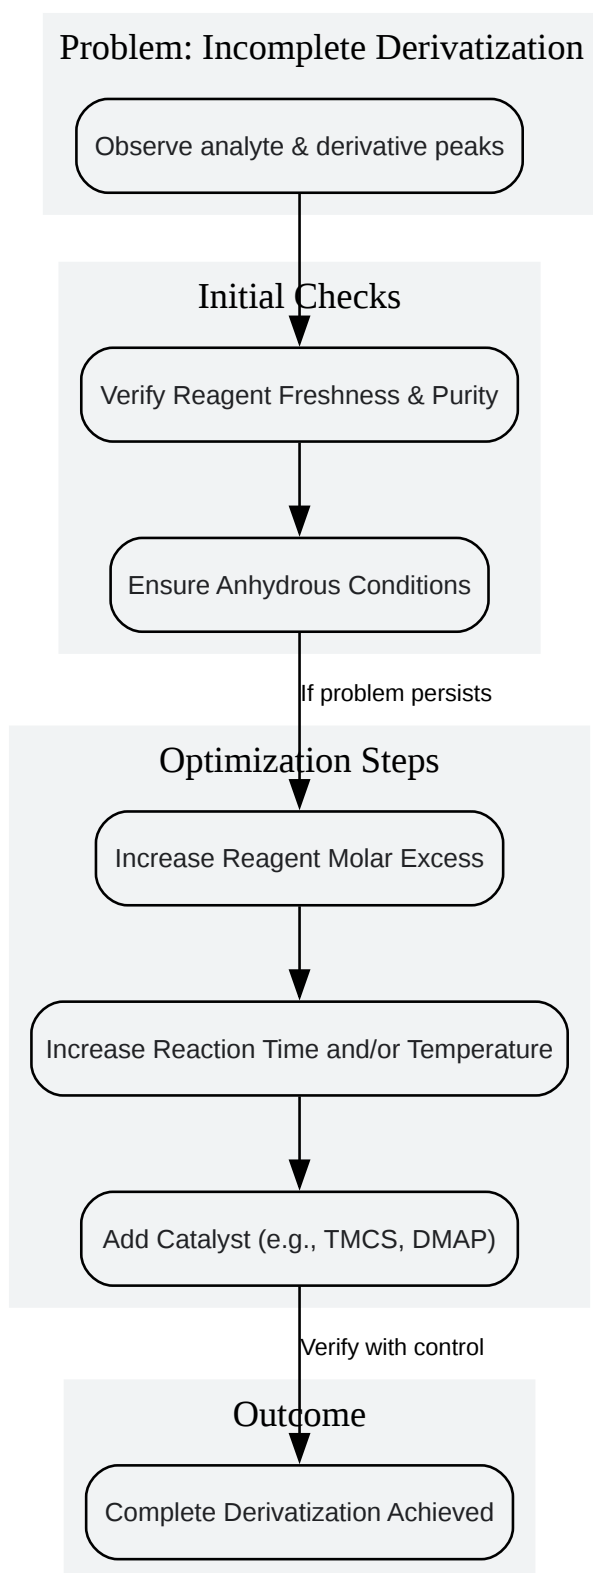 Problem: Incomplete Derivatization
Observe analyte & derivative peaks
Initial Checks
Verify Reagent Freshness & Purity
Ensure Anhydrous Conditions
If problem persists
Optimization Steps
Increase Reagent Molar Excess
Increase Reaction Time and/or Temperature
Add Catalyst (e.g., TMCS, DMAP)
Verify with control
Outcome
Complete Derivatization Achieved